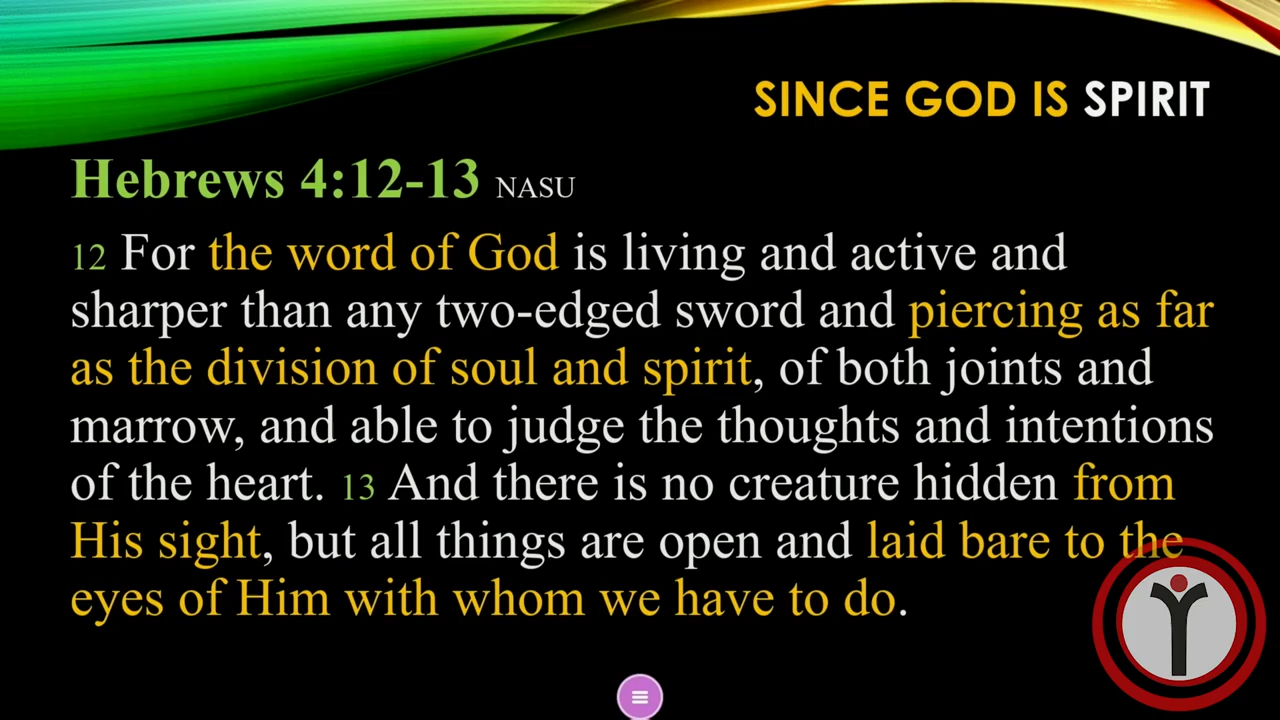 SINCE GOD IS SPIRIT
Hebrews 4:12-13 NASU
12 For the word of God is living and active and
sharper than any two-edged sword and piercing as far
as the division of soul and spirit, of both joints and
marrow, and able to judge the thoughts and intentions
of the heart. 13 And there is no creature hidden from
His sight, but all things are open and laid bare to the
eyes of Him with whom we have to do.